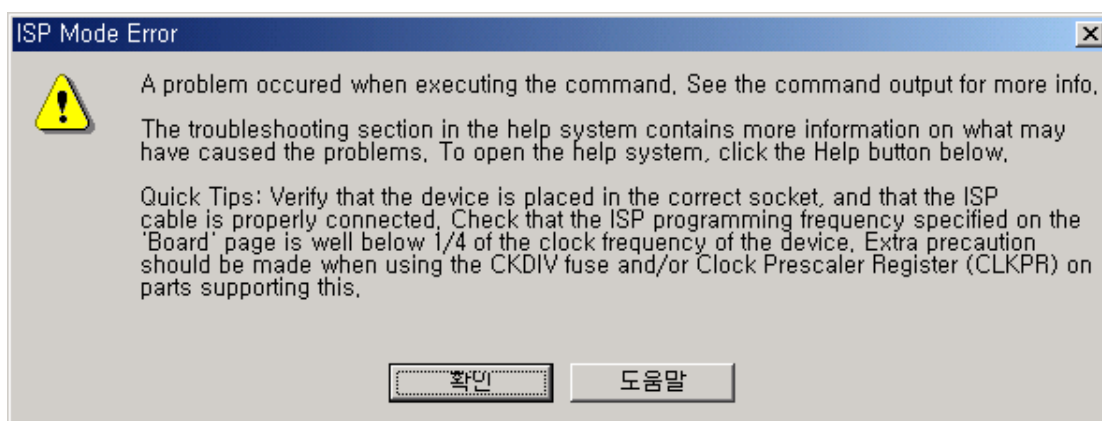 ISP Mode Error
A problem occured when executing the command, See the command output for more info,
The troubleshooting section in the help system contains more information on what may
have caused the problems, To open the help system, click the Help button below,
Quick Tips: Verify that the device is placed in the correct socket, and that the ISP
cable is properly connected, Check that the ISP programming frequency specified on the
'Board' page is well below 1/4 of the clock frequency of the device, Extra precaution
should be made when using the CKDIV fuse and/or Clock Prescaler Register (CLKPR) on
parts supporting this,
확인
도움말